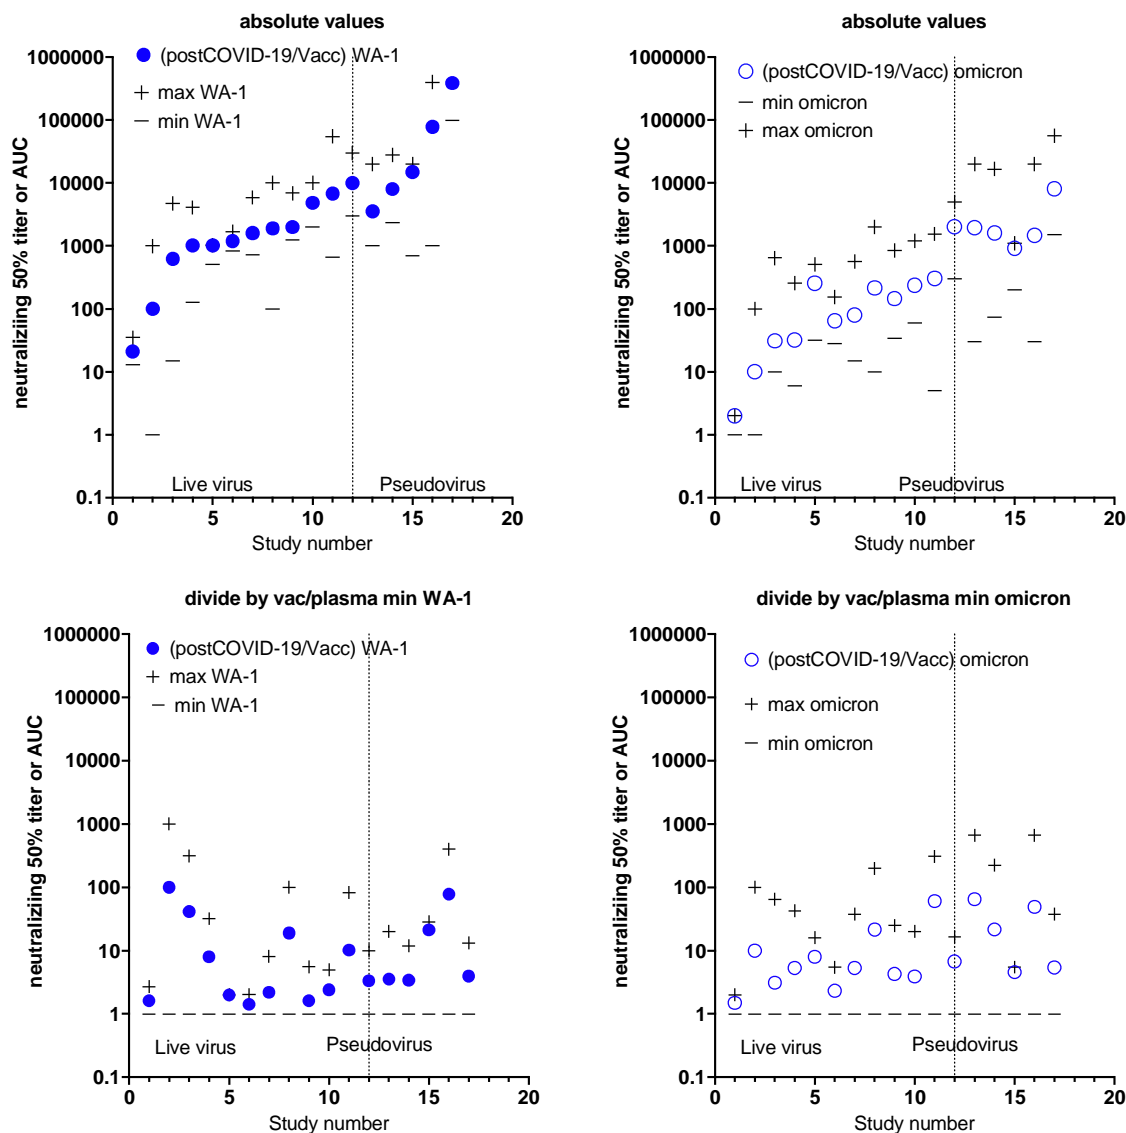 absolute values
1000000
100000
10000
1000
100
10
1
0.1
neutraliziing 50% titer or AUC
(postCOVID-19/Vacc) WA-1
max WA-1
min WA-1
Live virus
Pseudovirus
0 5 10 15 20
Study number
absolute values
1000000
100000
10000
1000
100
10
1
0.1
neutraliziing 50% titer or AUC
(postCOVID-19/Vacc) omicron
min omicron
max omicron
Live virus
Pseudovirus
0 5 10 15 20
Study number
divide by vac/plasma min WA-1
1000000
100000
10000
1000
100
10
1
0.1
neutraliziing 50% titer or AUC
(postCOVID-19/Vacc) WA-1
max WA-1
min WA-1
Live virus
Pseudovirus
0 5 10 15 20
Study number
divide by vac/plasma min omicron
1000000
100000
10000
1000
100
10
1
0.1
neutraliziing 50% titer or AUC
(postCOVID-19/Vacc) omicron
max omicron
min omicron
Live virus
Pseudovirus
0 5 10 15 20
Study number